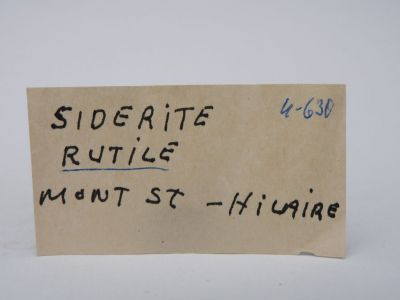 SIDERITE 4-630
RUTILE
MONT ST - HILAIRE